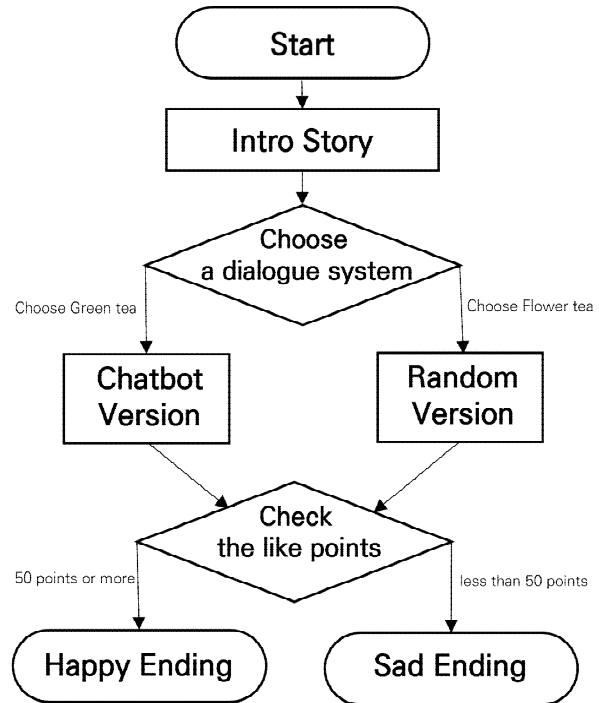 Start
Intro Story
Choose
a dialogue system
Choose Green tea
Choose Flower tea
Chatbot
Version
Random
Version
Check
the like points
50 points or more
less than 50 points
Happy Ending
Sad Ending